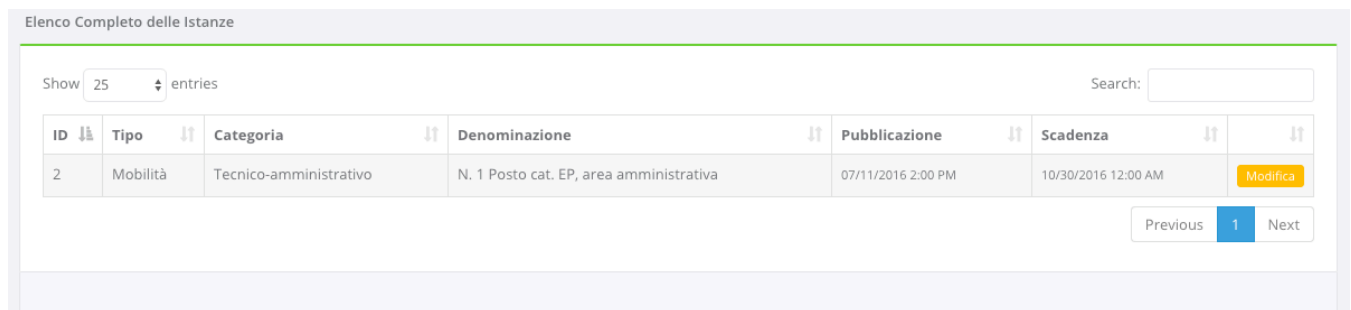 Elenco Completo delle Istanze
Show 25 entries Search:
ID Tipo Categoria Denominazione Pubblicazione Scadenza
2 Mobilità Tecnico-amministrativo N. 1 Posto cat. EP, area amministrativa 07/11/2016 2:00 PM 10/30/2016 12:00 AM Modifica
Previous 1 Next